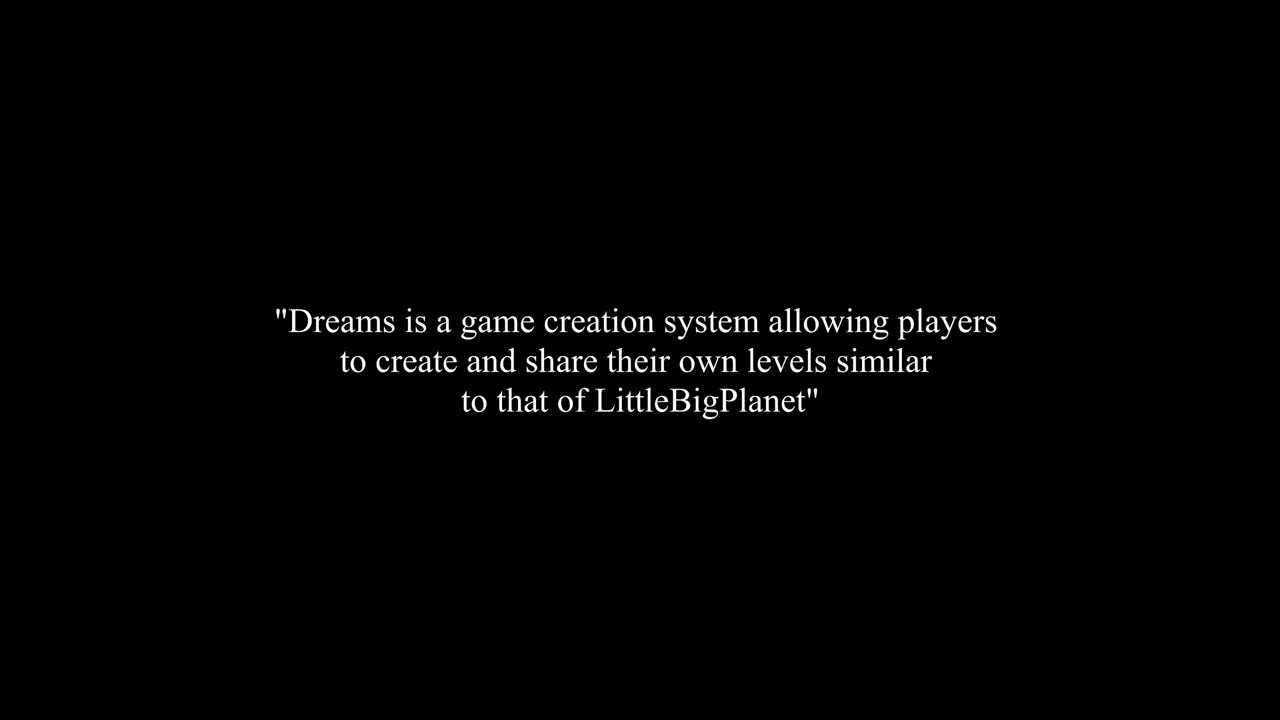 "Dreams is a game creation system allowing players
to create and share their own levels similar
to that of LittleBigPlanet"